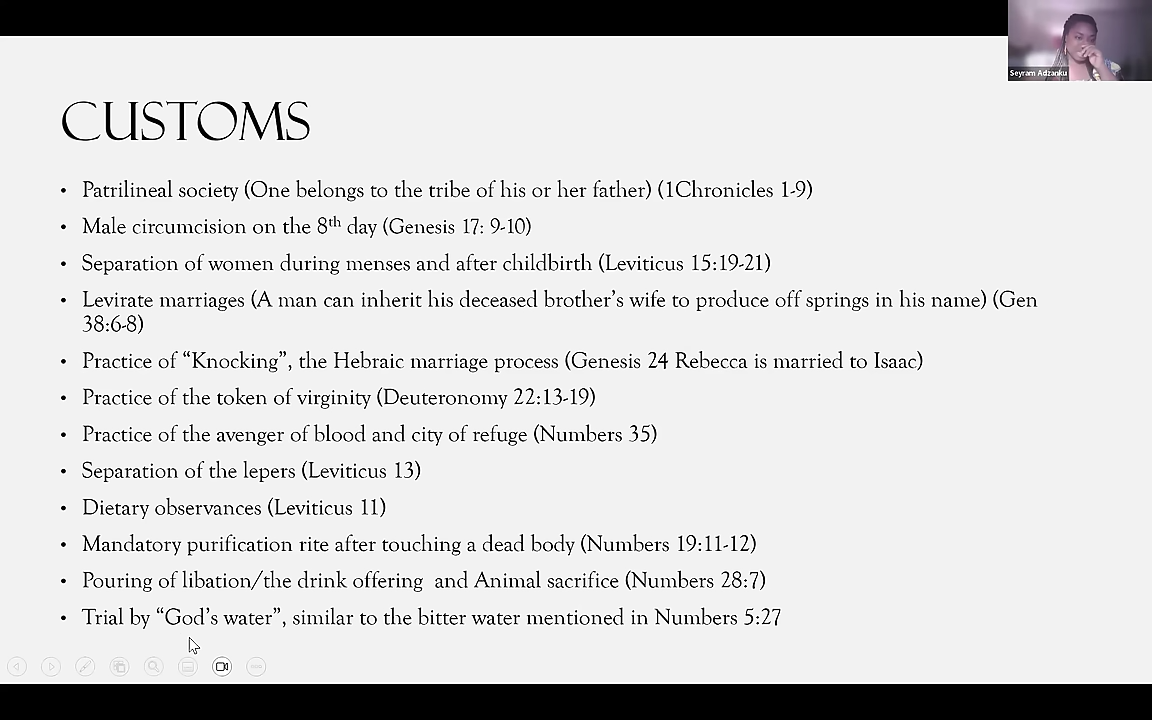 Seyram Adzanku
CUSTOMS
• Patrilineal society (One belongs to the tribe of his or her father) (1Chronicles 1-9)
• Male circumcision on the 8th day (Genesis 17: 9-10)
• Separation of women during menses and after childbirth (Leviticus 15:19-21)
• Levirate marriages (A man can inherit his deceased brother’s wife to produce off springs in his name) (Gen
38:6-8)
• Practice of “Knocking”, the Hebraic marriage process (Genesis 24 Rebecca is married to Isaac)
• Practice of the token of virginity (Deuteronomy 22:13-19)
• Practice of the avenger of blood and city of refuge (Numbers 35)
• Separation of the lepers (Leviticus 13)
• Dietary observances (Leviticus 11)
• Mandatory purification rite after touching a dead body (Numbers 19:11-12)
• Pouring of libation/the drink offering and Animal sacrifice (Numbers 28:7)
• Trial by “God’s water”, similar to the bitter water mentioned in Numbers 5:27